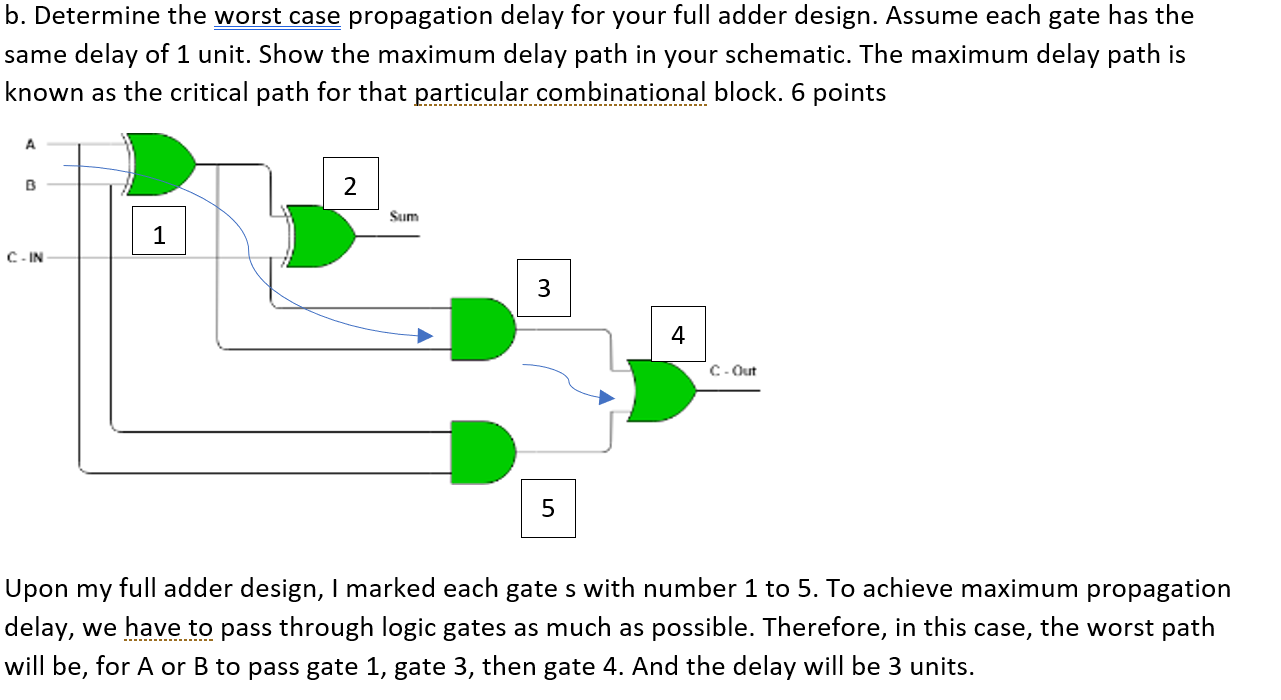 b. Determine the worst case propagation delay for your full adder design. Assume each gate has the
same delay of 1 unit. Show the maximum delay path in your schematic. The maximum delay path is
known as the critical path for that particular combinational block. 6 points
A
B
C - IN
1
2
Sum
3
4
C - Out
5
Upon my full adder design, I marked each gate s with number 1 to 5. To achieve maximum propagation
delay, we have to pass through logic gates as much as possible. Therefore, in this case, the worst path
will be, for A or B to pass gate 1, gate 3, then gate 4. And the delay will be 3 units.